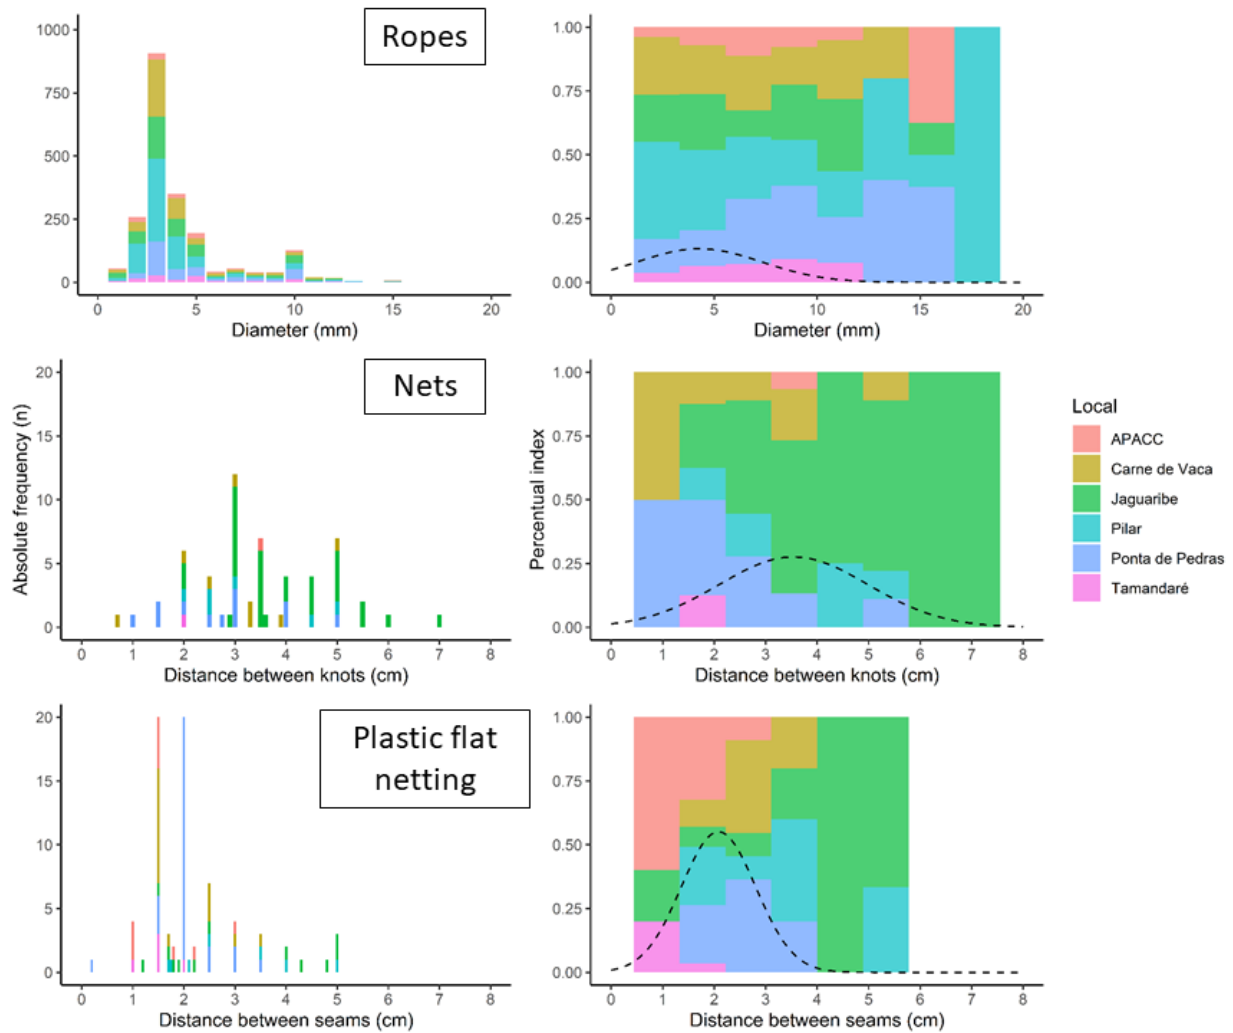 Ropes
1000
750
500
250
0
0 5 10 15 20
Diameter (mm)
1.00
0.75
0.50
0.25
0.00
0 5 10 15 20
Diameter (mm)
Nets
Absolute frequency (n)
20
15
10
5
0
0 1 2 3 4 5 6 7 8
Distance between knots (cm)
Percentual index
1.00
0.75
0.50
0.25
0.00
0 1 2 3 4 5 6 7 8
Distance between knots (cm)
Local
APACC
Carne de Vaca
Jaguaribe
Pilar
Ponta de Pedras
Tamandaré
Plastic flat
netting
20
15
10
5
0
0 1 2 3 4 5 6 7 8
Distance between seams (cm)
1.00
0.75
0.50
0.25
0.00
0 1 2 3 4 5 6 7 8
Distance between seams (cm)